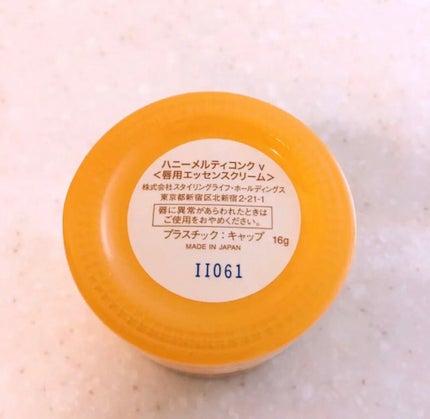 ハニーメルティコンク v
<唇用エッセンスクリーム>
株式会社スタイリングライフ・ホールディングス
東京都新宿区北新宿2-21-1
唇に異常があらわれたときは
ご使用をおやめください。
プラスチック：キャップ 16g
MADE IN JAPAN
II061